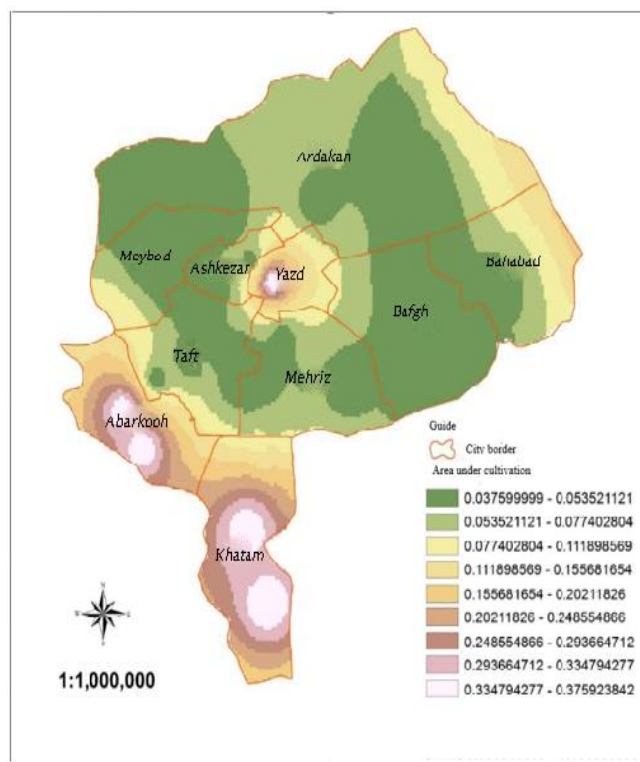 Ardakan
Meybod
Ashkezar
Yazd
Bahabad
Bafgh
Taft
Mehriz
Abarkooh
Khatam
Guide
City border
Area under cultivation
0.037599999 - 0.053521121
0.053521121 - 0.077402804
0.077402804 - 0.111898569
0.111898569 - 0.155681654
0.155681654 - 0.20211826
0.20211826 - 0.248554866
0.248554866 - 0.293664712
0.293664712 - 0.334794277
0.334794277 - 0.375923842
N
W
E
S
1:1,000,000